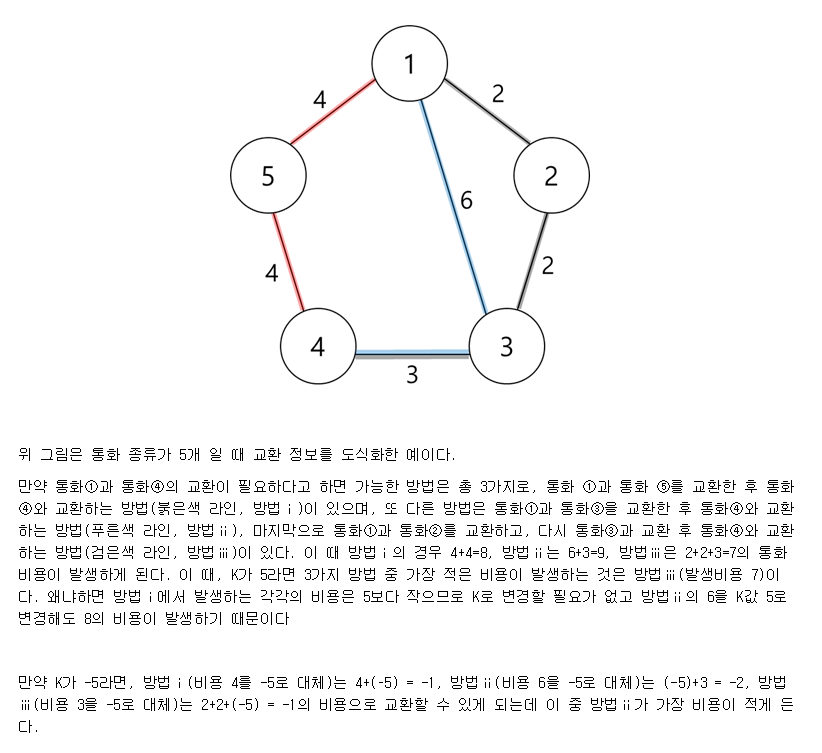 1
4
2
5
2
6
4
2
4
3
3
위 그림은 통화 종류가 5개 일 때 교환 정보를 도식화한 예이다.
만약 통화①과 통화④의 교환이 필요하다고 하면 가능한 방법은 총 3가지로, 통화 ①과 통화 ⑤를 교환한 후 통화
④와 교환하는 방법(붉은색 라인, 방법ⅰ)이 있으며, 또 다른 방법은 통화①과 통화③을 교환한 후 통화④와 교환
하는 방법(푸른색 라인, 방법ⅱ), 마지막으로 통화①과 통화②를 교환하고, 다시 통화③과 교환 후 통화④와 교환
하는 방법(검은색 라인, 방법ⅲ)이 있다. 이 때 방법ⅰ의 경우 4+4=8, 방법ⅱ는 6+3=9, 방법ⅲ은 2+2+3=7의 통화
비용이 발생하게 된다. 이 때, K가 5라면 3가지 방법 중 가장 적은 비용이 발생하는 것은 방법ⅲ(발생비용 7)이
다. 왜냐하면 방법ⅰ에서 발생하는 각각의 비용은 5보다 작으므로 K로 변경할 필요가 없고 방법ⅱ의 6을 K값 5로
변경해도 8의 비용이 발생하기 때문이다
만약 K가 -5라면, 방법ⅰ(비용 4를 -5로 대체)는 4+(-5) = -1, 방법ⅱ(비용 6을 -5로 대체)는 (-5)+3 = -2, 방법
ⅲ(비용 3을 -5로 대체)는 2+2+(-5) = -1의 비용으로 교환할 수 있게 되는데 이 중 방법ⅱ가 가장 비용이 적게 든
다.